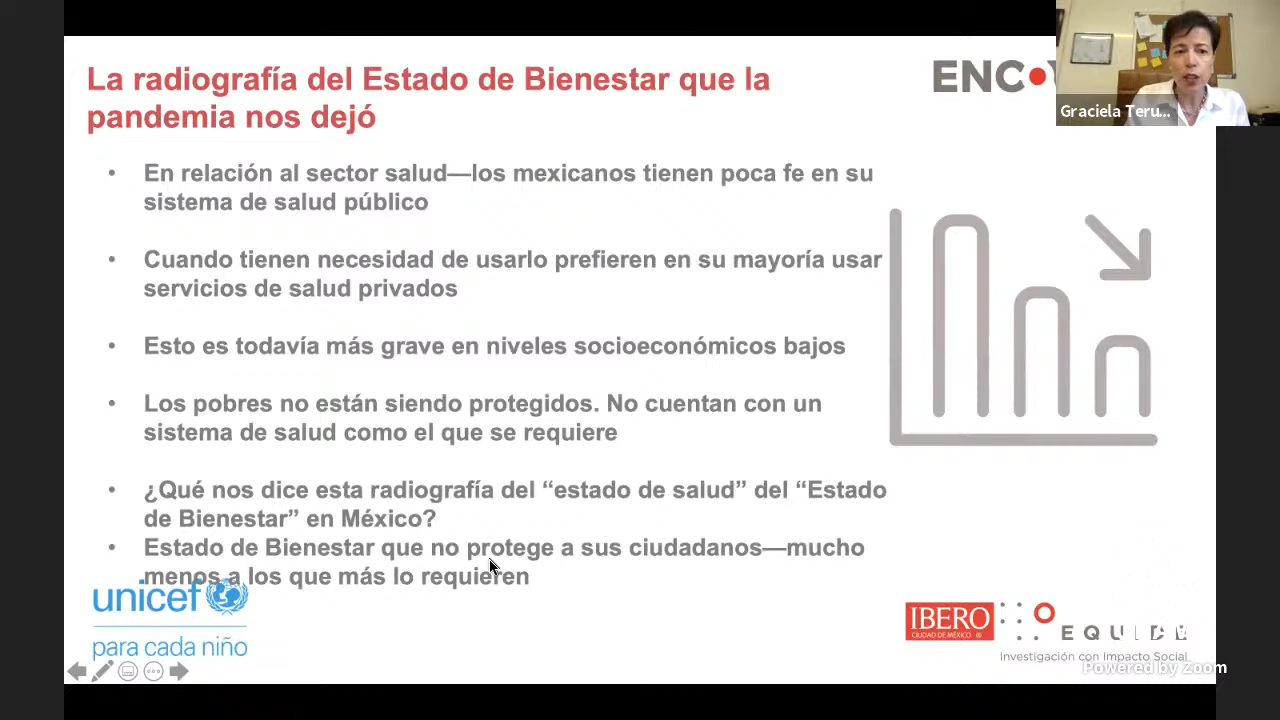 La radiografía del Estado de Bienestar que la
pandemia nos dejó
Graciela Teru...
• En relación al sector salud—los mexicanos tienen poca fe en su
sistema de salud público
• Cuando tienen necesidad de usarlo prefieren en su mayoría usar
servicios de salud privados
• Esto es todavía más grave en niveles socioeconómicos bajos
• Los pobres no están siendo protegidos. No cuentan con un
sistema de salud como el que se requiere
• ¿Qué nos dice esta radiografía del “estado de salud” del “Estado
de Bienestar” en México?
• Estado de Bienestar que no protege a sus ciudadanos—mucho
menos a los que más lo requieren
unicef
para cada niño
IBERO
CIUDAD DE MÉXICO ®
Investigación con Impacto Social
Powered by Zoom